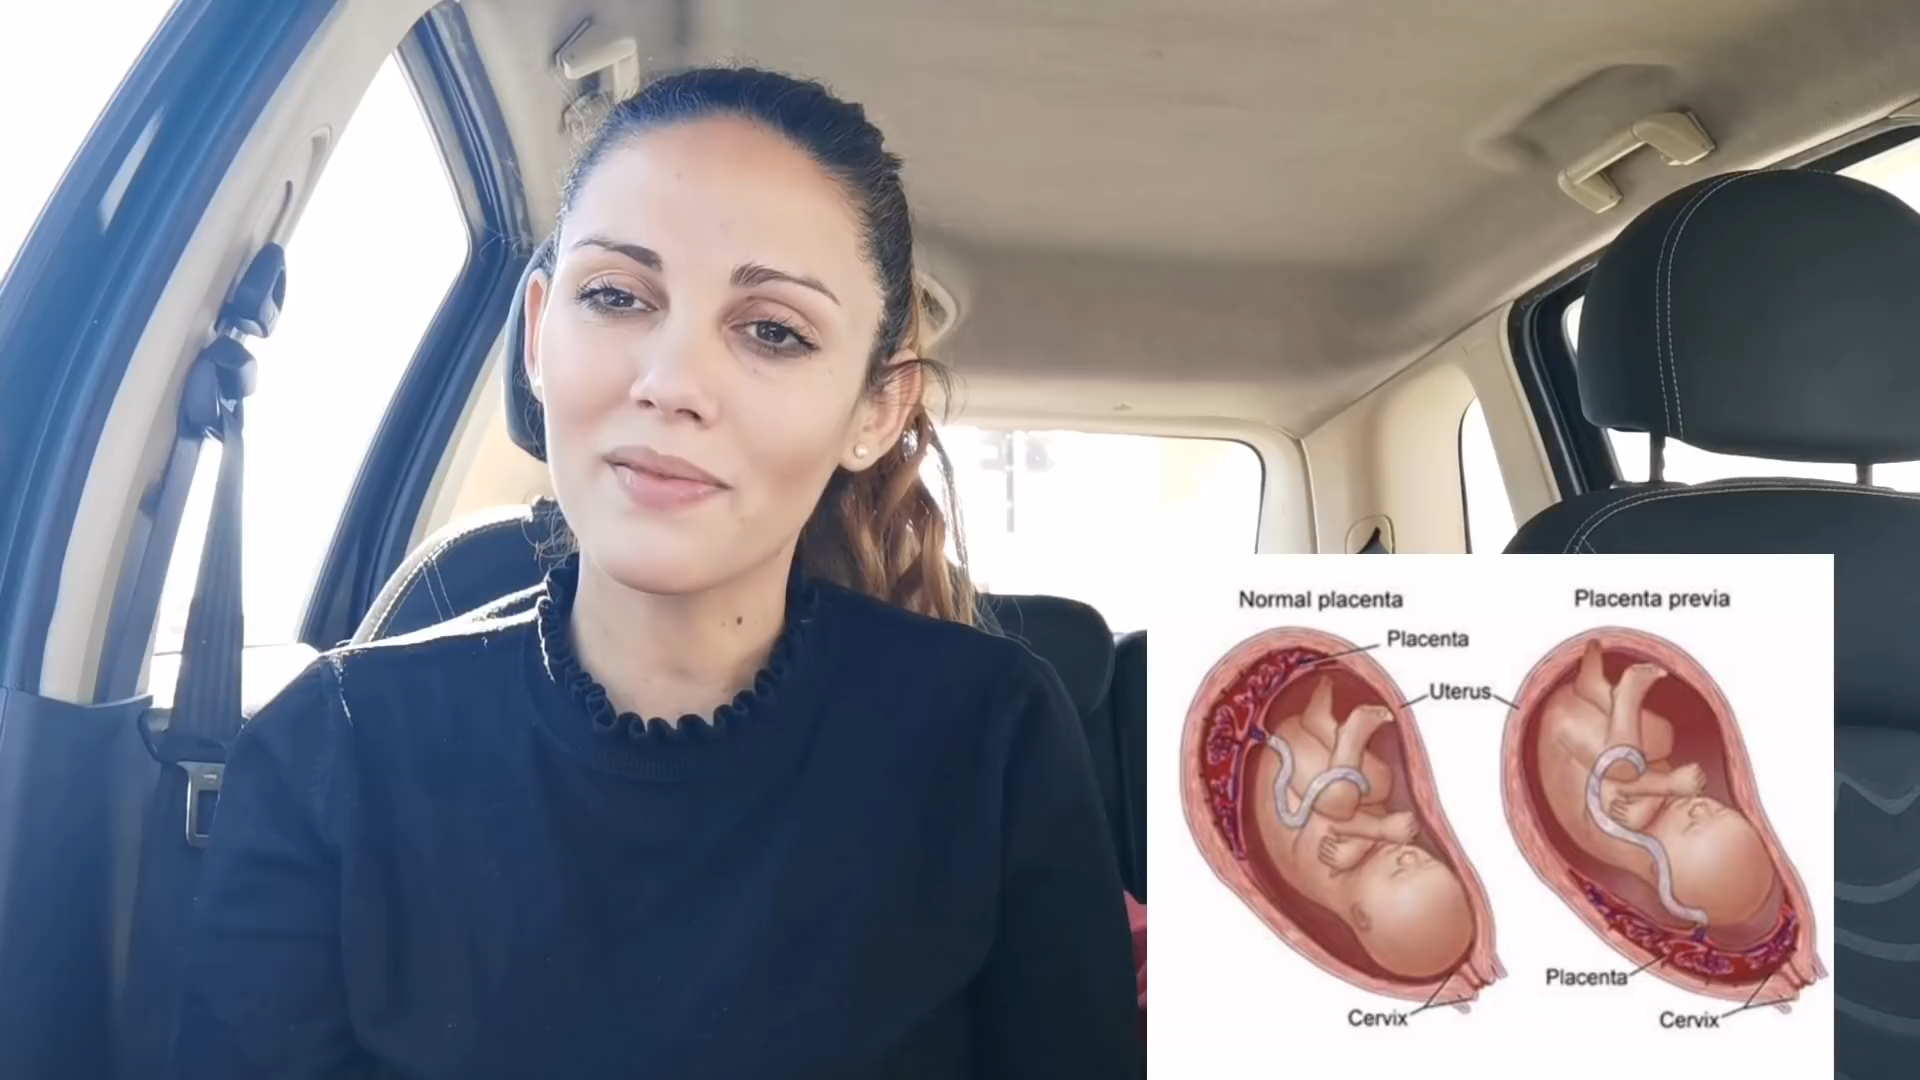 Normal placenta
Placenta
Uterus
Cervix
Placenta previa
Placenta
Cervix